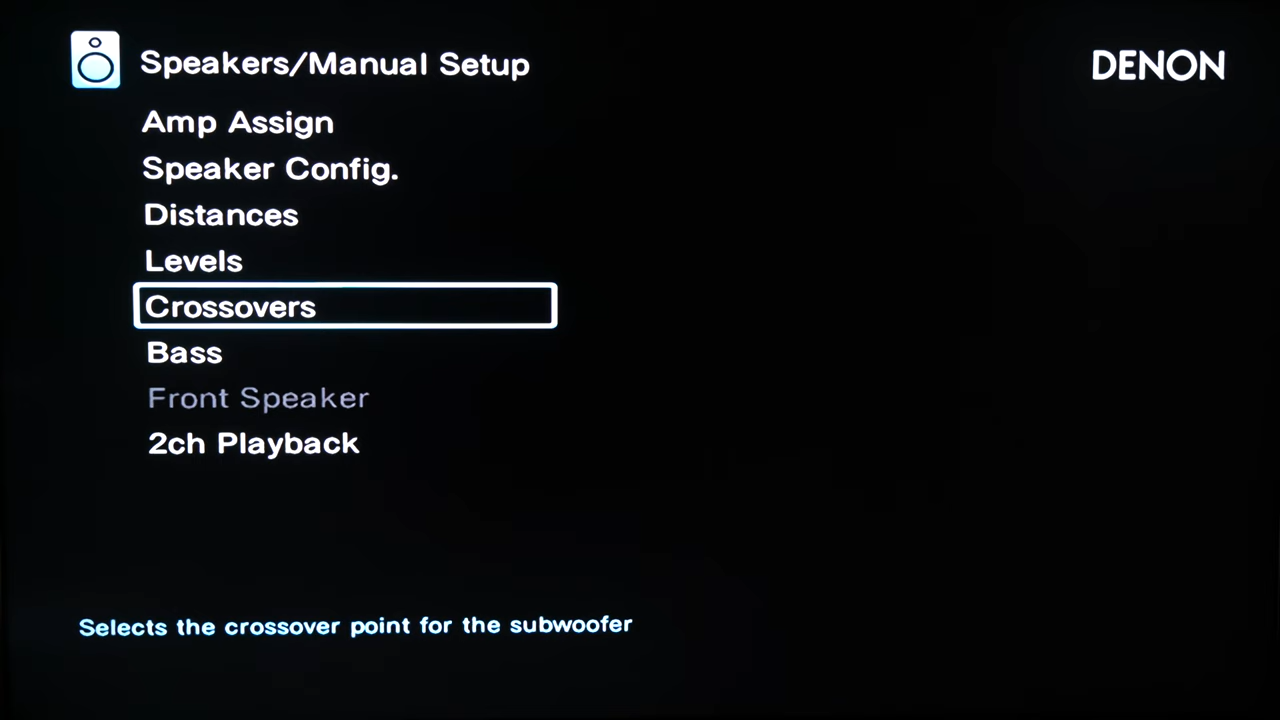 Speakers/Manual Setup
DENON
Amp Assign
Speaker Config.
Distances
Levels
Crossovers
Bass
Front Speaker
2ch Playback
Selects the crossover point for the subwoofer